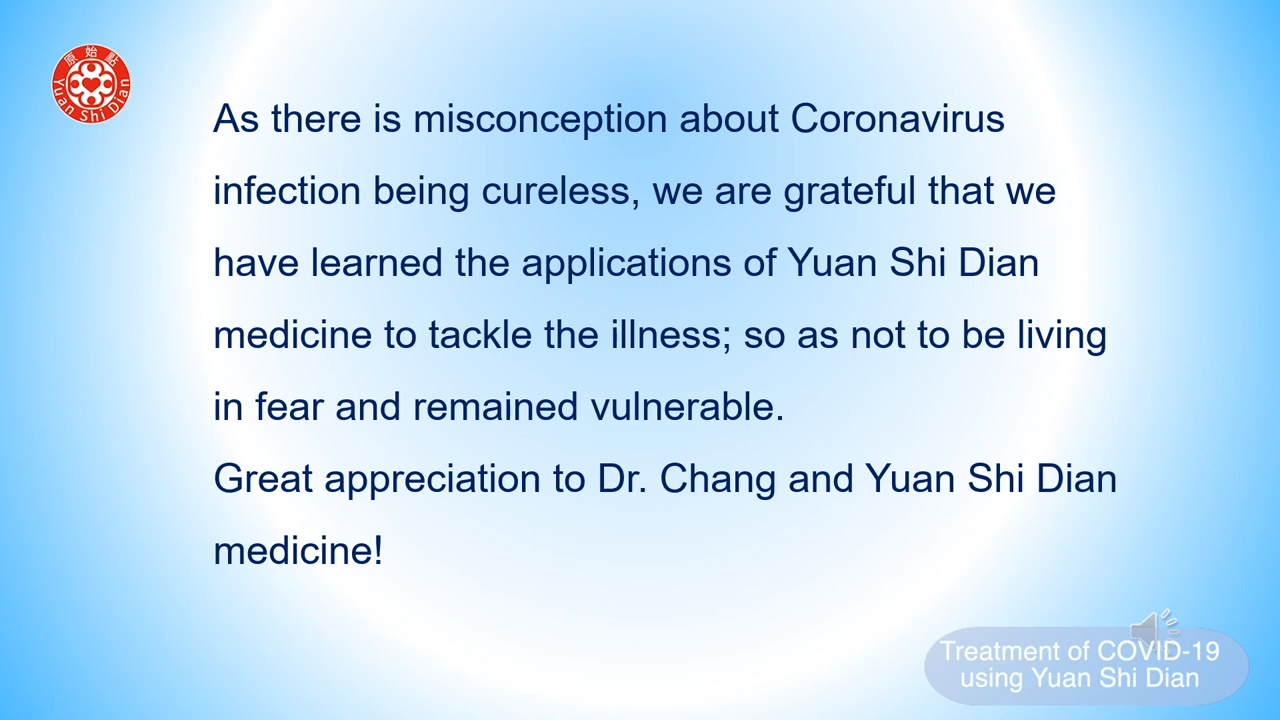 原始點
Yuan Shi Dian
As there is misconception about Coronavirus
infection being cureless, we are grateful that we
have learned the applications of Yuan Shi Dian
medicine to tackle the illness; so as not to be living
in fear and remained vulnerable.
Great appreciation to Dr. Chang and Yuan Shi Dian
medicine!
Treatment of COVID-19
using Yuan Shi Dian